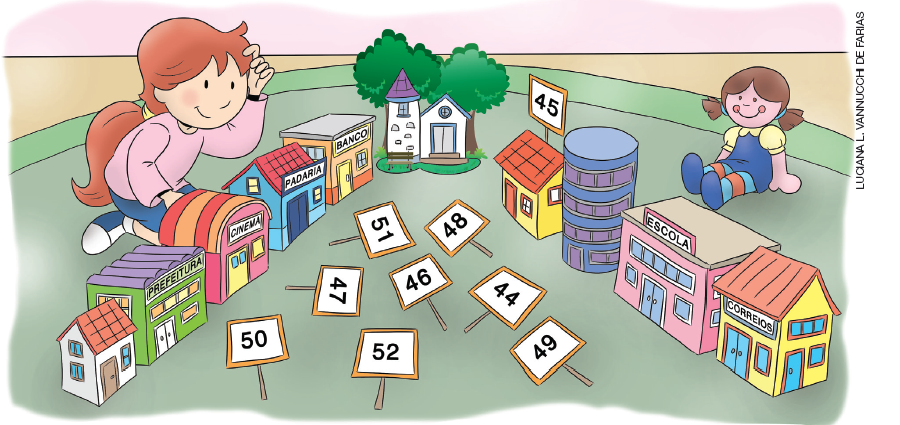 45
BANCO
PADARIA
CINEMA
PREFEITURA
ESCOLA
CORREIOS
51
48
47
46
44
50
52
49
LUCIANA L. VANNUCCHI DE FARIAS